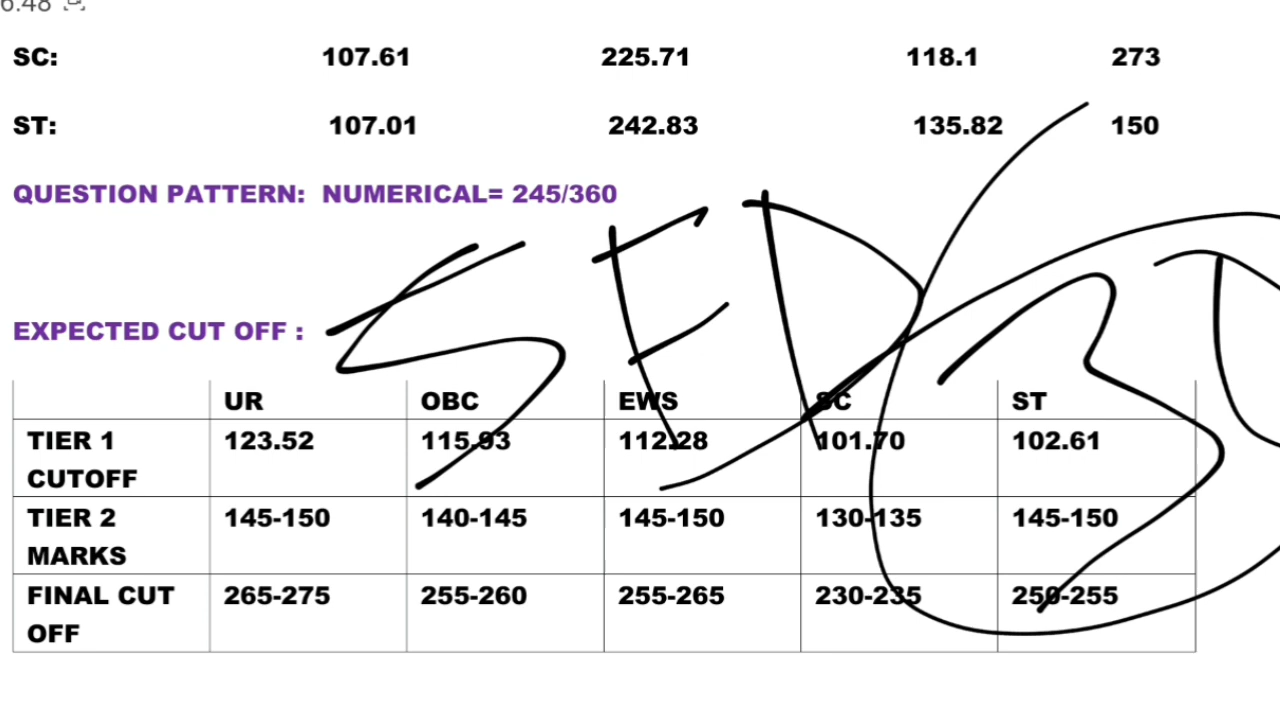 6.48
SC: 107.61 225.71 118.1 273
ST: 107.01 242.83 135.82 150
QUESTION PATTERN: NUMERICAL= 245/360
EXPECTED CUT OFF :
UR OBC EWS SC ST
TIER 1 CUTOFF 123.52 115.93 112.28 101.70 102.61
TIER 2 MARKS 145-150 140-145 145-150 130-135 145-150
FINAL CUT OFF 265-275 255-260 255-265 230-235 250-255